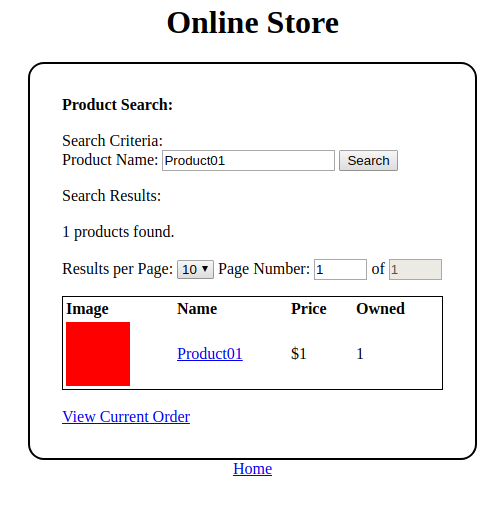 Online Store
Product Search:
Search Criteria:
Product Name: Product01 Search
Search Results:
1 products found.
Results per Page: 10 Page Number: 1 of 1
Image Name Price Owned
Product01 $1 1
View Current Order
Home